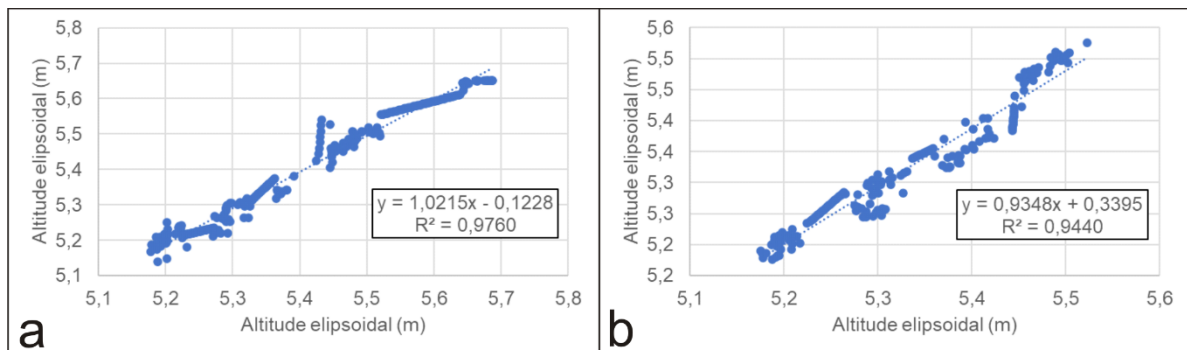 5,8
5,7
5,6
5,5
5,4
5,3
5,2
5,1
Altitude elipsoidal (m)
y = 1,0215x - 0,1228
R² = 0,9760
5,1 5,2 5,3 5,4 5,5 5,6 5,7 5,8
Altitude elipsoidal (m)
a
5,6
5,5
5,4
5,4
5,3
5,3
5,2
5,2
Altitude elipsoidal (m)
y = 0,9348x + 0,3395
R² = 0,9440
5,1 5,2 5,3 5,4 5,5 5,6
Altitude elipsoidal (m)
b